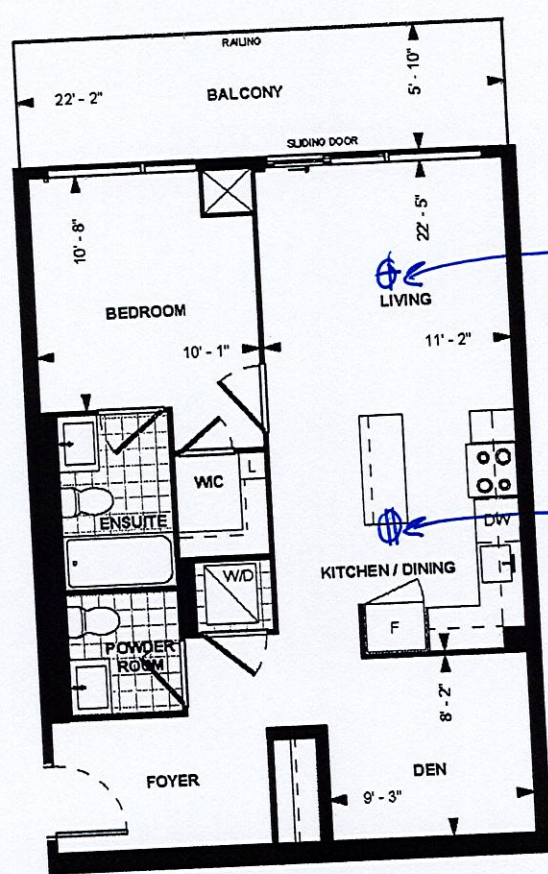 RAILING
22' - 2"
BALCONY
5' - 10"
SLIDING DOOR
10' - 8"
22' - 5"
BEDROOM
LIVING
10' - 1"
11' - 2"
WIC
L
ENSUITE
DW
W/D
KITCHEN / DINING
F
POWDER
ROOM
8' - 2"
FOYER
DEN
9' - 3"